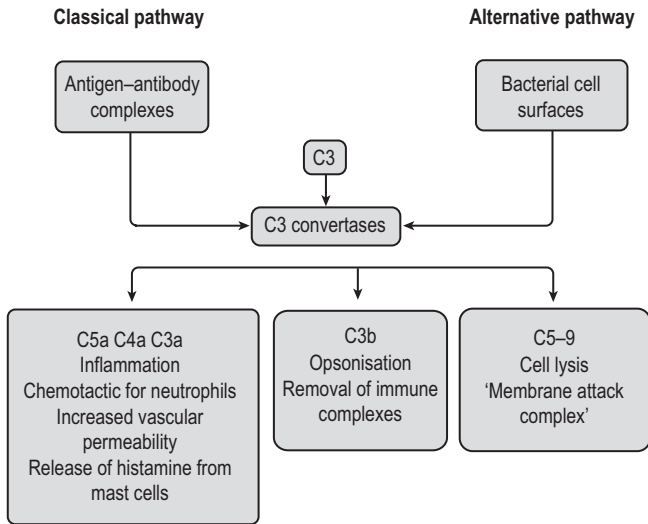 Classical pathway
Alternative pathway
Antigen–antibody
complexes
Bacterial cell
surfaces
C3
C3 convertases
C5a C4a C3a
Inflammation
Chemotactic for neutrophils
Increased vascular
permeability
Release of histamine from
mast cells
C3b
Opsonisation
Removal of immune
complexes
C5–9
Cell lysis
‘Membrane attack
complex’